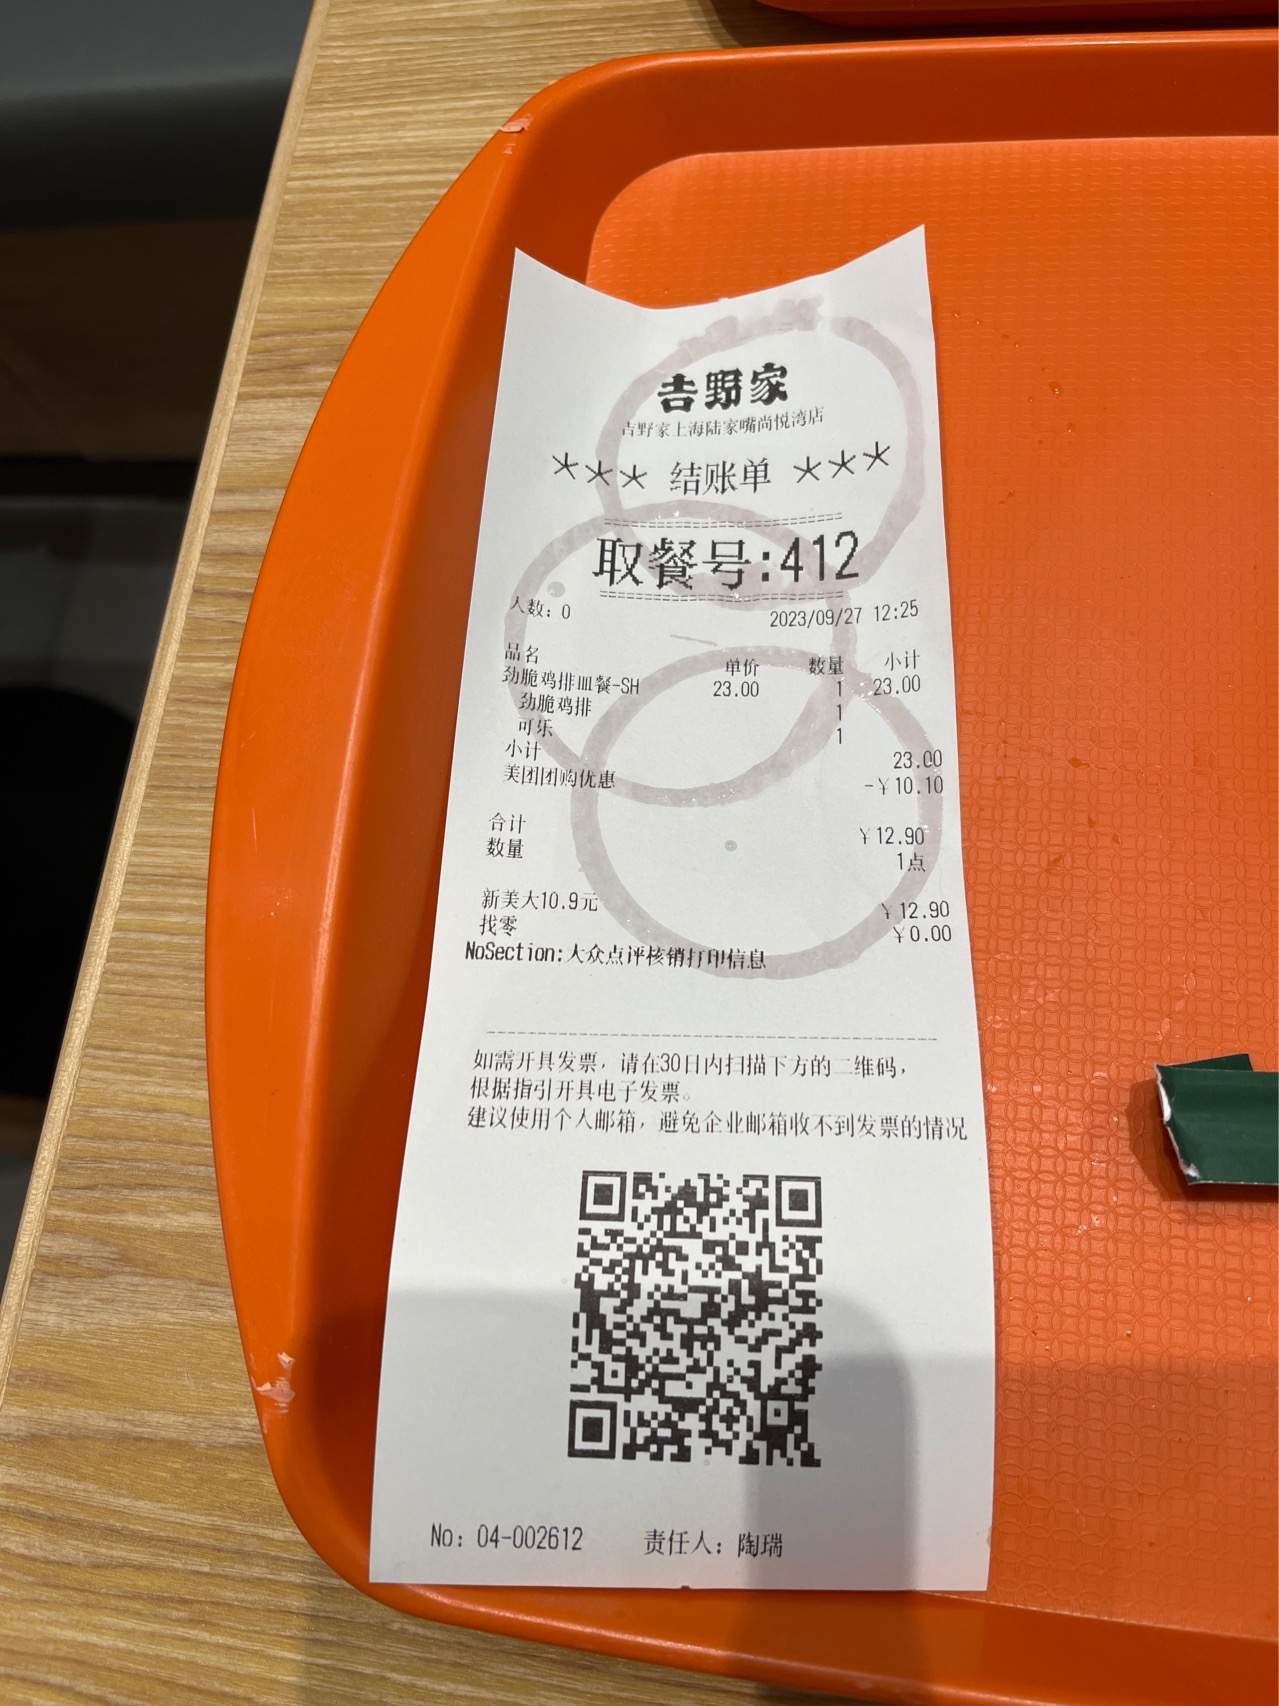 吉野家
吉野家上海陆家嘴尚悦湾店
*** 结账单 ***
取餐号:412
人数: 0 2023/09/27 12:25
品名 单价 数量 小计
劲脆鸡排皿餐-SH 23.00 1 23.00
劲脆鸡排 1
可乐 1
小计 23.00
美团团购优惠 -¥10.10
合计 ¥12.90
数量 1点
新美大10.9元 ¥12.90
找零 ¥0.00
NoSection:大众点评核销打印信息
如需开具发票，请在30日内扫描下方的二维码，
根据指引开具电子发票。
建议使用个人邮箱，避免企业邮箱收不到发票的情况
No: 04-002612 责任人: 陶瑞